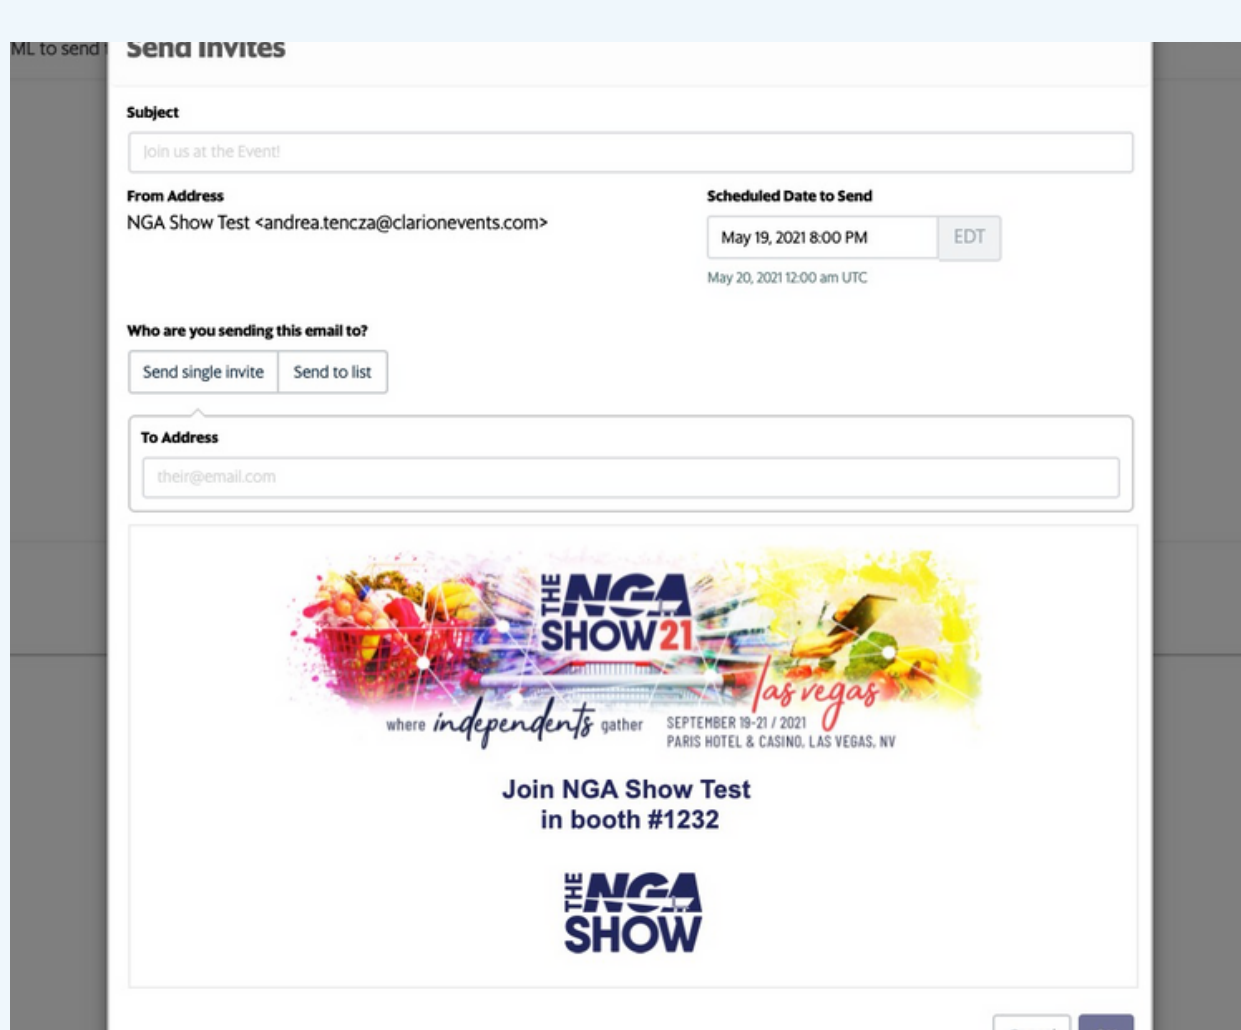 ML to send
Send Invites
Subject
Join us at the Event!
From Address
NGA Show Test <andrea.tencza@clarionevents.com>
Scheduled Date to Send
May 19, 2021 8:00 PM
EDT
May 20, 2021 12:00 am UTC
Who are you sending this email to?
Send single invite
Send to list
To Address
their@email.com
THE NGA
SHOW 21
las vegas
where independents gather
SEPTEMBER 19-21 / 2021
PARIS HOTEL & CASINO, LAS VEGAS, NV
Join NGA Show Test
in booth #1232
THE NGA
SHOW